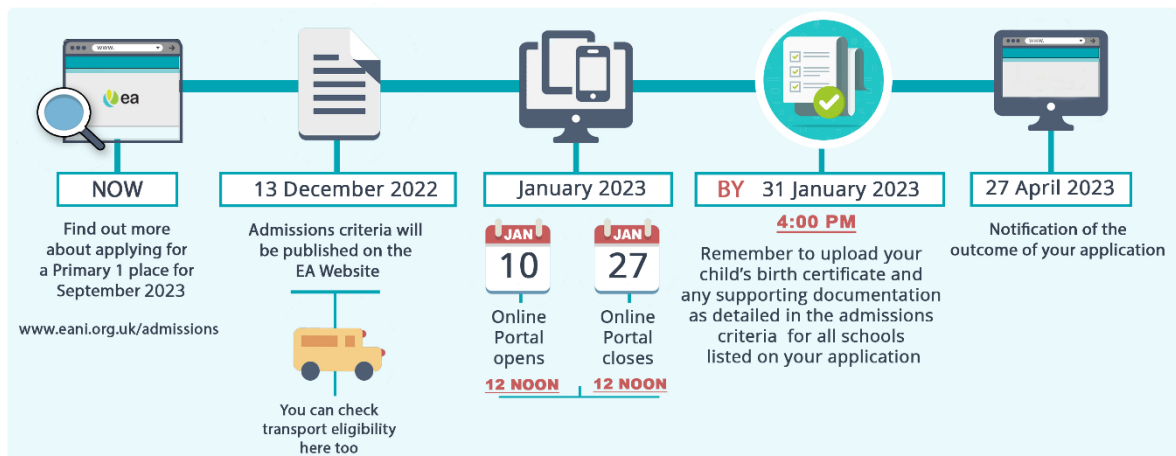 www.
ea
NOW
Find out more
about applying for
a Primary 1 place for
September 2023
www.eani.org.uk/admissions
13 December 2022
Admissions criteria will
be published on the
EA Website
You can check
transport eligibility
here too
January 2023
JAN
10
Online
Portal
opens
12 NOON
JAN
27
Online
Portal
closes
12 NOON
BY 31 January 2023
4:00 PM
Remember to upload your
child's birth certificate and
any supporting documentation
as detailed in the admissions
criteria for all schools
listed on your application
www.
27 April 2023
Notification of the
outcome of your application